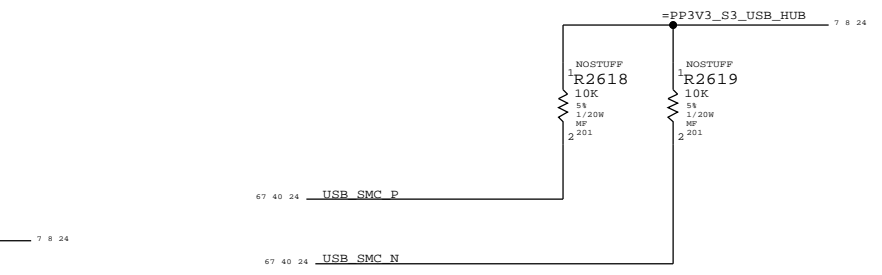 =PP3V3_S3_USB_HUB 7 8 24
NOSTUFF
1 R2618
10K
5%
1/20W
MF
2 201
NOSTUFF
1 R2619
10K
5%
1/20W
MF
2 201
67 40 24 USB_SMC_P
7 8 24
67 40 24 USB_SMC_N